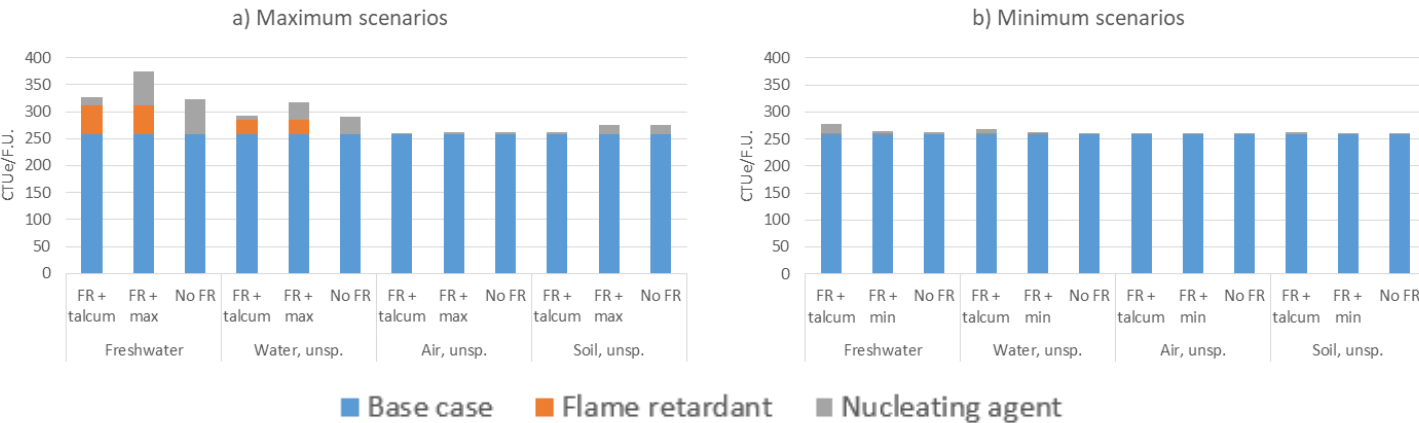 a) Maximum scenarios
400
350
300
250
200
150
100
50
0
CTUe/F.U.
FR + talcum
FR + max
No FR
FR + talcum
FR + max
No FR
FR + talcum
FR + max
No FR
FR + talcum
FR + max
No FR
Freshwater
Water, unsp.
Air, unsp.
Soil, unsp.
b) Minimum scenarios
400
350
300
250
200
150
100
50
0
CTUe/F.U.
FR + talcum
FR + min
No FR
FR + talcum
FR + min
No FR
FR + talcum
FR + min
No FR
FR + talcum
FR + min
No FR
Freshwater
Water, unsp.
Air, unsp.
Soil, unsp.
Base case
Flame retardant
Nucleating agent